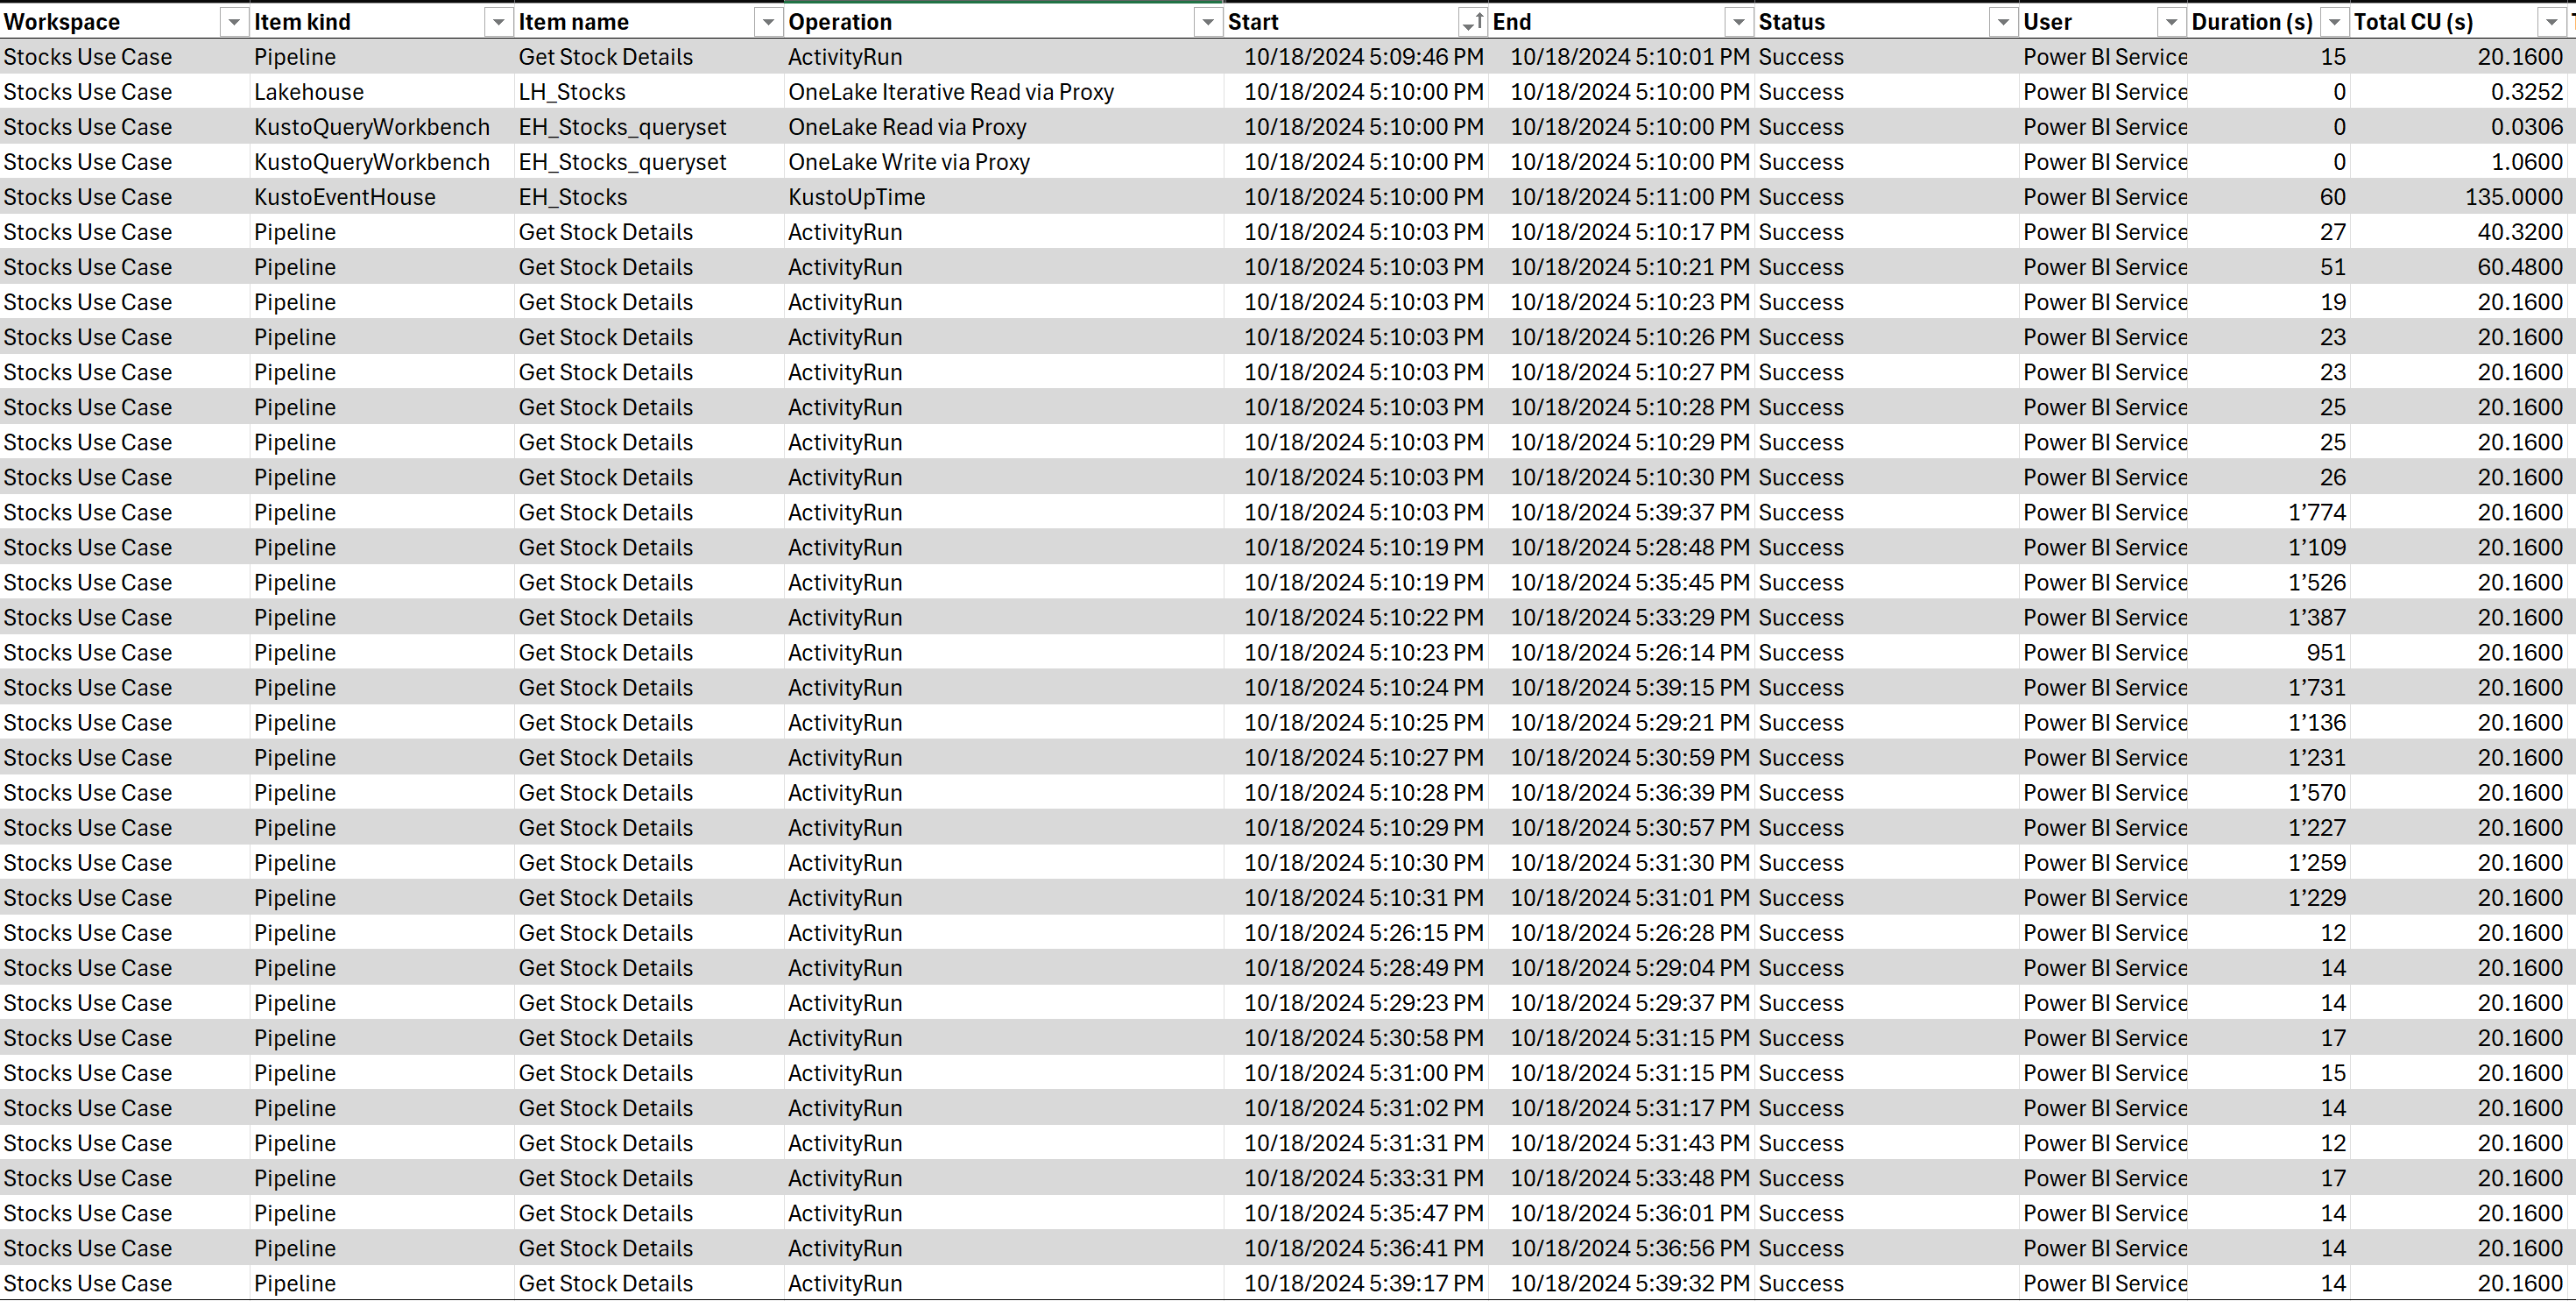 Workspace Item kind Item name Operation Start End Status User Duration (s) Total CU (s)
Stocks Use Case Pipeline Get Stock Details ActivityRun 10/18/2024 5:09:46 PM 10/18/2024 5:10:01 PM Success Power BI Service 15 20.1600
Stocks Use Case Lakehouse LH_Stocks OneLake Iterative Read via Proxy 10/18/2024 5:10:00 PM 10/18/2024 5:10:00 PM Success Power BI Service 0 0.3252
Stocks Use Case KustoQueryWorkbench EH_Stocks_queryset OneLake Read via Proxy 10/18/2024 5:10:00 PM 10/18/2024 5:10:00 PM Success Power BI Service 0 0.0306
Stocks Use Case KustoQueryWorkbench EH_Stocks_queryset OneLake Write via Proxy 10/18/2024 5:10:00 PM 10/18/2024 5:10:00 PM Success Power BI Service 0 1.0600
Stocks Use Case KustoEventHouse EH_Stocks KustoUpTime 10/18/2024 5:10:00 PM 10/18/2024 5:11:00 PM Success Power BI Service 60 135.0000
Stocks Use Case Pipeline Get Stock Details ActivityRun 10/18/2024 5:10:03 PM 10/18/2024 5:10:17 PM Success Power BI Service 27 40.3200
Stocks Use Case Pipeline Get Stock Details ActivityRun 10/18/2024 5:10:03 PM 10/18/2024 5:10:21 PM Success Power BI Service 51 60.4800
Stocks Use Case Pipeline Get Stock Details ActivityRun 10/18/2024 5:10:03 PM 10/18/2024 5:10:23 PM Success Power BI Service 19 20.1600
Stocks Use Case Pipeline Get Stock Details ActivityRun 10/18/2024 5:10:03 PM 10/18/2024 5:10:26 PM Success Power BI Service 23 20.1600
Stocks Use Case Pipeline Get Stock Details ActivityRun 10/18/2024 5:10:03 PM 10/18/2024 5:10:27 PM Success Power BI Service 23 20.1600
Stocks Use Case Pipeline Get Stock Details ActivityRun 10/18/2024 5:10:03 PM 10/18/2024 5:10:28 PM Success Power BI Service 25 20.1600
Stocks Use Case Pipeline Get Stock Details ActivityRun 10/18/2024 5:10:03 PM 10/18/2024 5:10:29 PM Success Power BI Service 25 20.1600
Stocks Use Case Pipeline Get Stock Details ActivityRun 10/18/2024 5:10:03 PM 10/18/2024 5:10:30 PM Success Power BI Service 26 20.1600
Stocks Use Case Pipeline Get Stock Details ActivityRun 10/18/2024 5:10:03 PM 10/18/2024 5:39:37 PM Success Power BI Service 1’774 20.1600
Stocks Use Case Pipeline Get Stock Details ActivityRun 10/18/2024 5:10:19 PM 10/18/2024 5:28:48 PM Success Power BI Service 1’109 20.1600
Stocks Use Case Pipeline Get Stock Details ActivityRun 10/18/2024 5:10:19 PM 10/18/2024 5:35:45 PM Success Power BI Service 1’526 20.1600
Stocks Use Case Pipeline Get Stock Details ActivityRun 10/18/2024 5:10:22 PM 10/18/2024 5:33:29 PM Success Power BI Service 1’387 20.1600
Stocks Use Case Pipeline Get Stock Details ActivityRun 10/18/2024 5:10:23 PM 10/18/2024 5:26:14 PM Success Power BI Service 951 20.1600
Stocks Use Case Pipeline Get Stock Details ActivityRun 10/18/2024 5:10:24 PM 10/18/2024 5:39:15 PM Success Power BI Service 1’731 20.1600
Stocks Use Case Pipeline Get Stock Details ActivityRun 10/18/2024 5:10:25 PM 10/18/2024 5:29:21 PM Success Power BI Service 1’136 20.1600
Stocks Use Case Pipeline Get Stock Details ActivityRun 10/18/2024 5:10:27 PM 10/18/2024 5:30:59 PM Success Power BI Service 1’231 20.1600
Stocks Use Case Pipeline Get Stock Details ActivityRun 10/18/2024 5:10:28 PM 10/18/2024 5:36:39 PM Success Power BI Service 1’570 20.1600
Stocks Use Case Pipeline Get Stock Details ActivityRun 10/18/2024 5:10:29 PM 10/18/2024 5:30:57 PM Success Power BI Service 1’227 20.1600
Stocks Use Case Pipeline Get Stock Details ActivityRun 10/18/2024 5:10:30 PM 10/18/2024 5:31:30 PM Success Power BI Service 1’259 20.1600
Stocks Use Case Pipeline Get Stock Details ActivityRun 10/18/2024 5:10:31 PM 10/18/2024 5:31:01 PM Success Power BI Service 1’229 20.1600
Stocks Use Case Pipeline Get Stock Details ActivityRun 10/18/2024 5:26:15 PM 10/18/2024 5:26:28 PM Success Power BI Service 12 20.1600
Stocks Use Case Pipeline Get Stock Details ActivityRun 10/18/2024 5:28:49 PM 10/18/2024 5:29:04 PM Success Power BI Service 14 20.1600
Stocks Use Case Pipeline Get Stock Details ActivityRun 10/18/2024 5:29:23 PM 10/18/2024 5:29:37 PM Success Power BI Service 14 20.1600
Stocks Use Case Pipeline Get Stock Details ActivityRun 10/18/2024 5:30:58 PM 10/18/2024 5:31:15 PM Success Power BI Service 17 20.1600
Stocks Use Case Pipeline Get Stock Details ActivityRun 10/18/2024 5:31:00 PM 10/18/2024 5:31:15 PM Success Power BI Service 15 20.1600
Stocks Use Case Pipeline Get Stock Details ActivityRun 10/18/2024 5:31:02 PM 10/18/2024 5:31:17 PM Success Power BI Service 14 20.1600
Stocks Use Case Pipeline Get Stock Details ActivityRun 10/18/2024 5:31:31 PM 10/18/2024 5:31:43 PM Success Power BI Service 12 20.1600
Stocks Use Case Pipeline Get Stock Details ActivityRun 10/18/2024 5:33:31 PM 10/18/2024 5:33:48 PM Success Power BI Service 17 20.1600
Stocks Use Case Pipeline Get Stock Details ActivityRun 10/18/2024 5:35:47 PM 10/18/2024 5:36:01 PM Success Power BI Service 14 20.1600
Stocks Use Case Pipeline Get Stock Details ActivityRun 10/18/2024 5:36:41 PM 10/18/2024 5:36:56 PM Success Power BI Service 14 20.1600
Stocks Use Case Pipeline Get Stock Details ActivityRun 10/18/2024 5:39:17 PM 10/18/2024 5:39:32 PM Success Power BI Service 14 20.1600